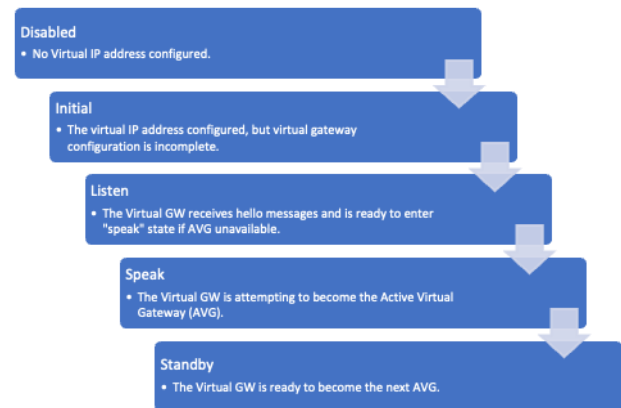 Disabled
• No Virtual IP address configured.
Initial
• The virtual IP address configured, but virtual gateway
configuration is incomplete.
Listen
• The Virtual GW receives hello messages and is ready to enter
"speak" state if AVG unavailable.
Speak
• The Virtual GW is attempting to become the Active Virtual
Gateway (AVG).
Standby
• The Virtual GW is ready to become the next AVG.